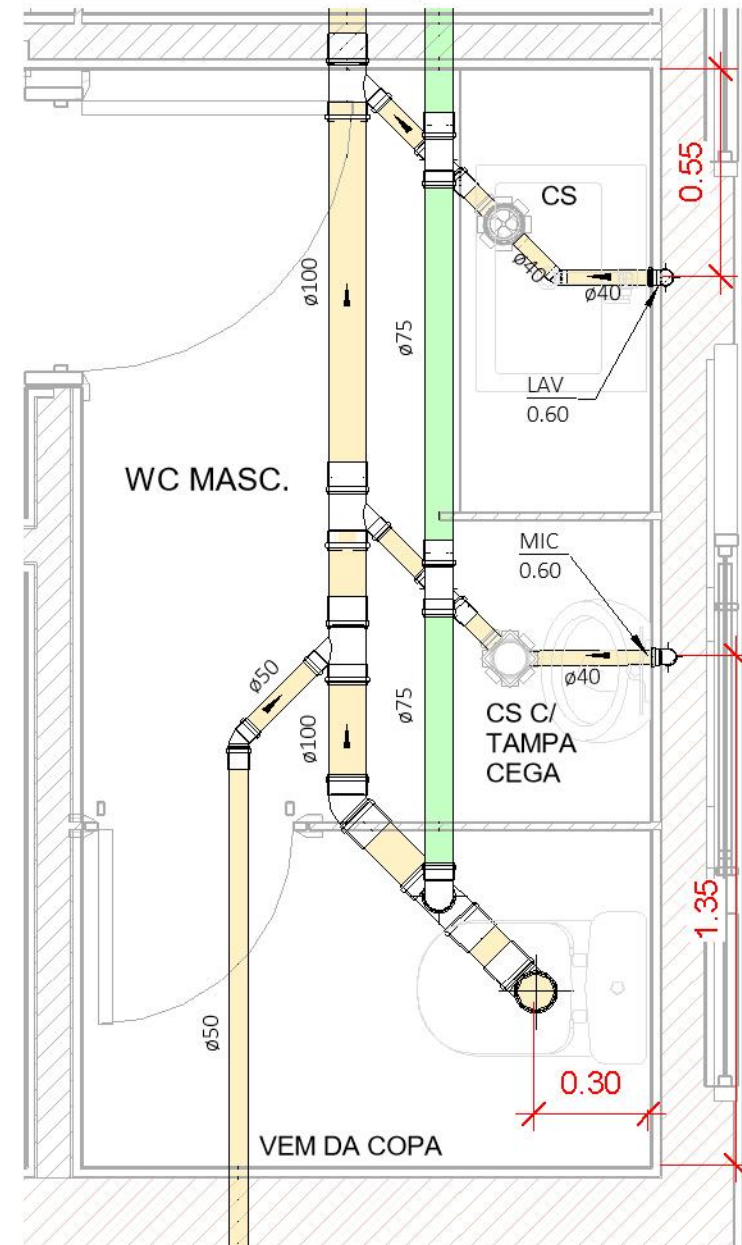 0.55
CS
ø40
ø40
ø100
ø75
LAV
0.60
WC MASC.
MIC
0.60
ø40
ø50
ø75
CS C/
TAMPA
CEGA
ø100
1.35
ø50
0.30
VEM DA COPA